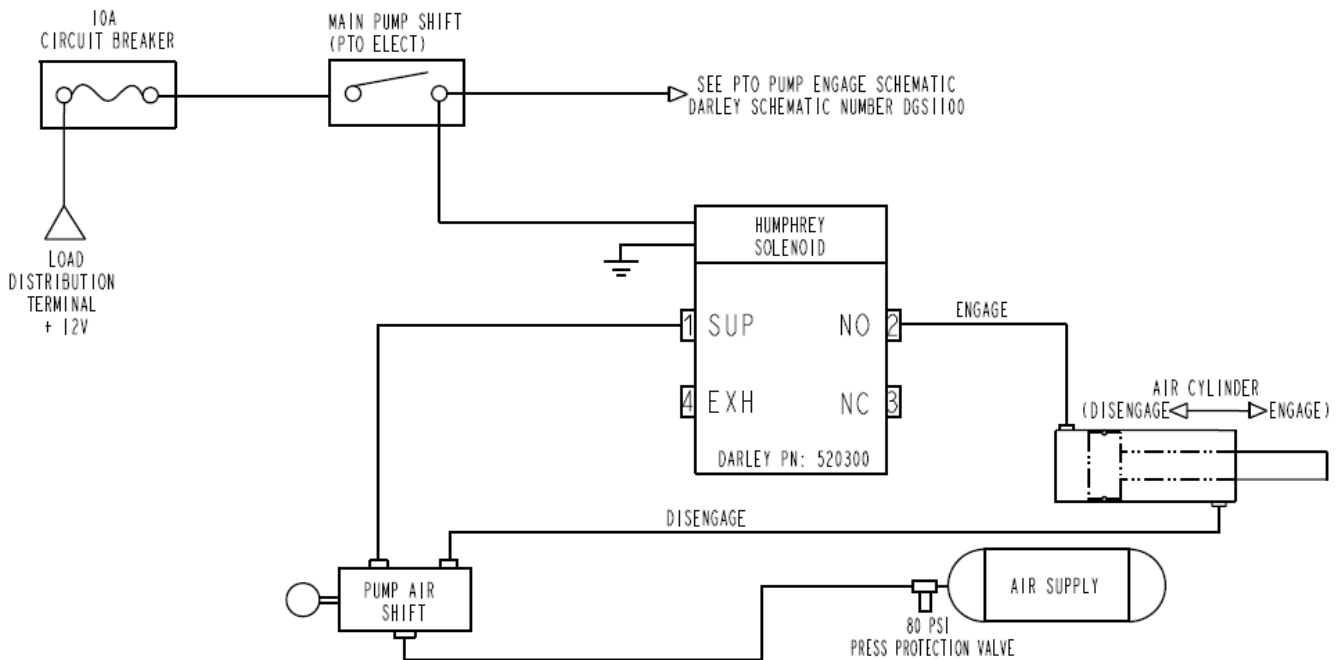 10A
CIRCUIT BREAKER
MAIN PUMP SHIFT
(PTO ELECT)
SEE PTO PUMP ENGAGE SCHEMATIC
DARLEY SCHEMATIC NUMBER DGS1100
LOAD
DISTRIBUTION
TERMINAL
+ 12V
HUMPHREY
SOLENOID
1 SUP NO 2
4 EXH NC 3
DARLEY PN: 520300
ENGAGE
AIR CYLINDER
(DISENGAGE ENGAGE)
DISENGAGE
PUMP AIR
SHIFT
AIR SUPPLY
80 PSI
PRESS PROTECTION VALVE